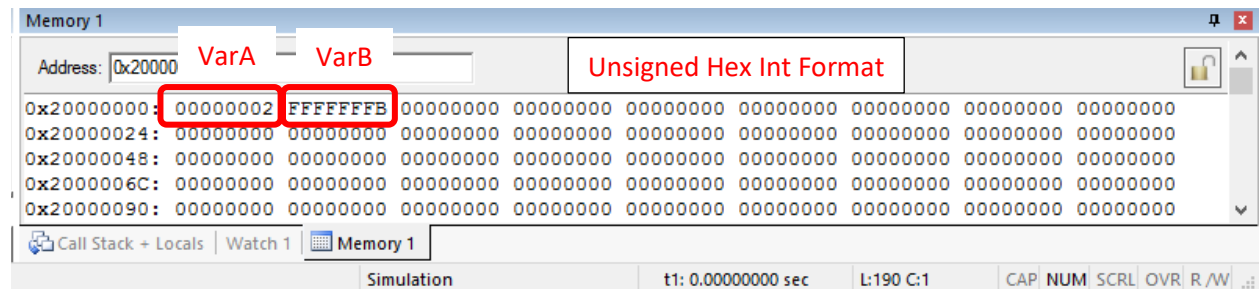 Memory 1
VarA VarB
Address: 0x20000
Unsigned Hex Int Format
0x20000000: 00000002 FFFFFFFB 00000000 00000000 00000000 00000000 00000000 00000000 00000000
0x20000024: 00000000 00000000 00000000 00000000 00000000 00000000 00000000 00000000 00000000
0x20000048: 00000000 00000000 00000000 00000000 00000000 00000000 00000000 00000000 00000000
0x2000006C: 00000000 00000000 00000000 00000000 00000000 00000000 00000000 00000000 00000000
0x20000090: 00000000 00000000 00000000 00000000 00000000 00000000 00000000 00000000 00000000
Call Stack + Locals Watch 1 Memory 1
Simulation t1: 0.00000000 sec L:190 C:1 CAP NUM SCRL OVR R/W